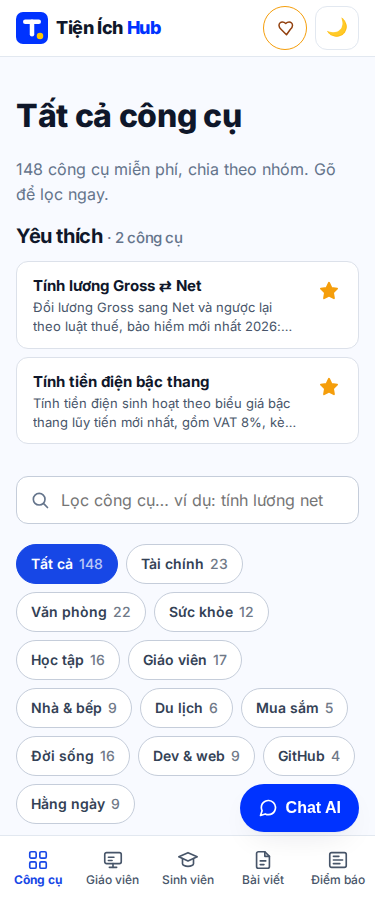 Tiện Ích Hub
Tất cả công cụ
148 công cụ miễn phí, chia theo nhóm. Gõ
để lọc ngay.
Yêu thích · 2 công cụ
Tính lương Gross ⇄ Net
Đổi lương Gross sang Net và ngược lại
theo luật thuế, bảo hiểm mới nhất 2026:...
Tính tiền điện bậc thang
Tính tiền điện sinh hoạt theo biểu giá bậc
thang lũy tiến mới nhất, gồm VAT 8%, kè...
Lọc công cụ... ví dụ: tính lương net
Tất cả 148
Tài chính 23
Văn phòng 22
Sức khỏe 12
Học tập 16
Giáo viên 17
Nhà & bếp 9
Du lịch 6
Mua sắm 5
Đời sống 16
Dev & web 9
GitHub 4
Hằng ngày 9
Chat AI
Công cụ
Giáo viên
Sinh viên
Bài viết
Điểm báo